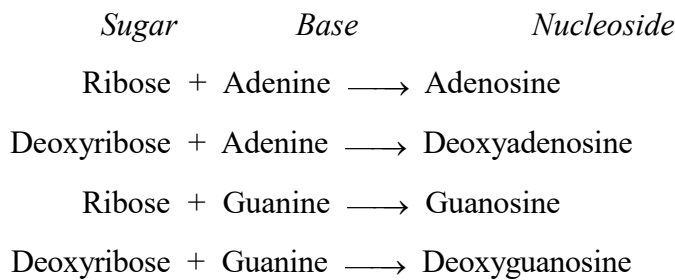 Sugar Base Nucleoside
Ribose + Adenine ⟶ Adenosine
Deoxyribose + Adenine ⟶ Deoxyadenosine
Ribose + Guanine ⟶ Guanosine
Deoxyribose + Guanine ⟶ Deoxyguanosine